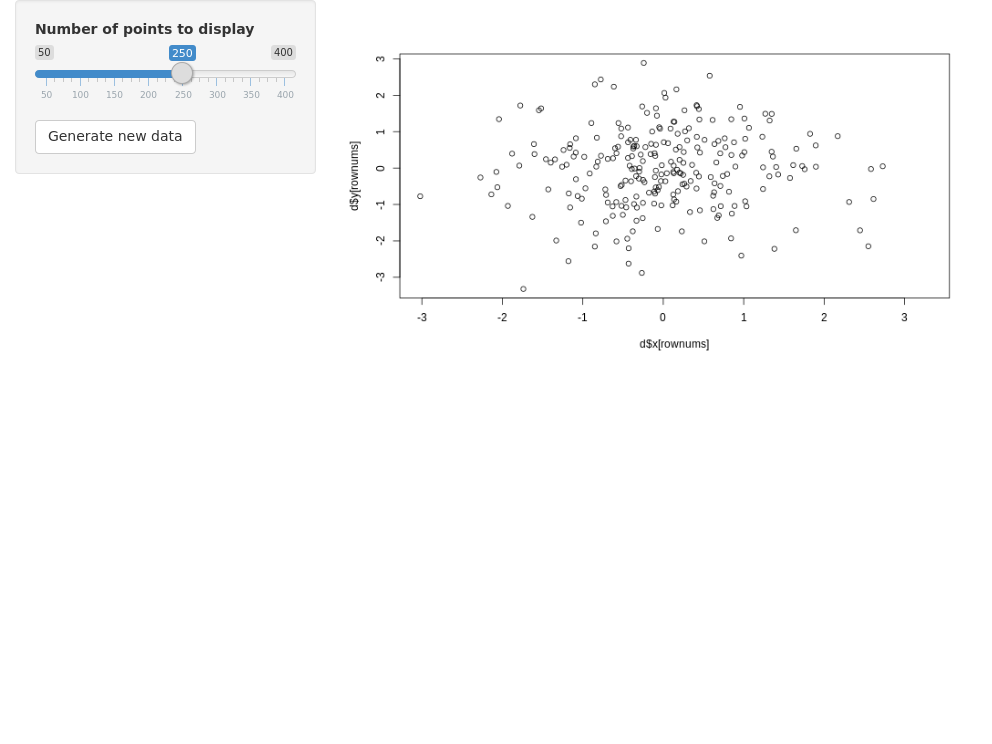 Number of points to display
50 250 400
50 100 150 200 250 300 350 400
Generate new data
3
2
1
0
-1
-2
-3
d$y[rownums]
-3 -2 -1 0 1 2 3
d$x[rownums]